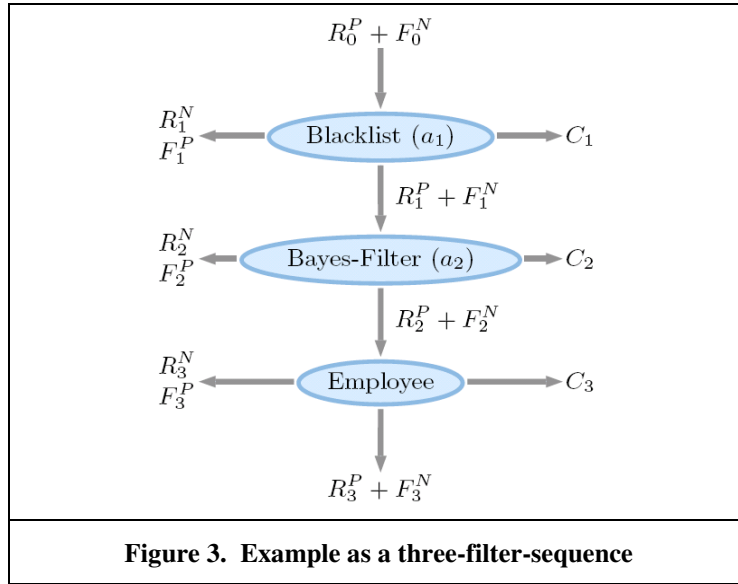 R_0^P + F_0^N
R_1^N
F_1^P
Blacklist (a_1)
C_1
R_1^P + F_1^N
R_2^N
F_2^P
Bayes-Filter (a_2)
C_2
R_2^P + F_2^N
R_3^N
F_3^P
Employee
C_3
R_3^P + F_3^N
Figure 3. Example as a three-filter-sequence